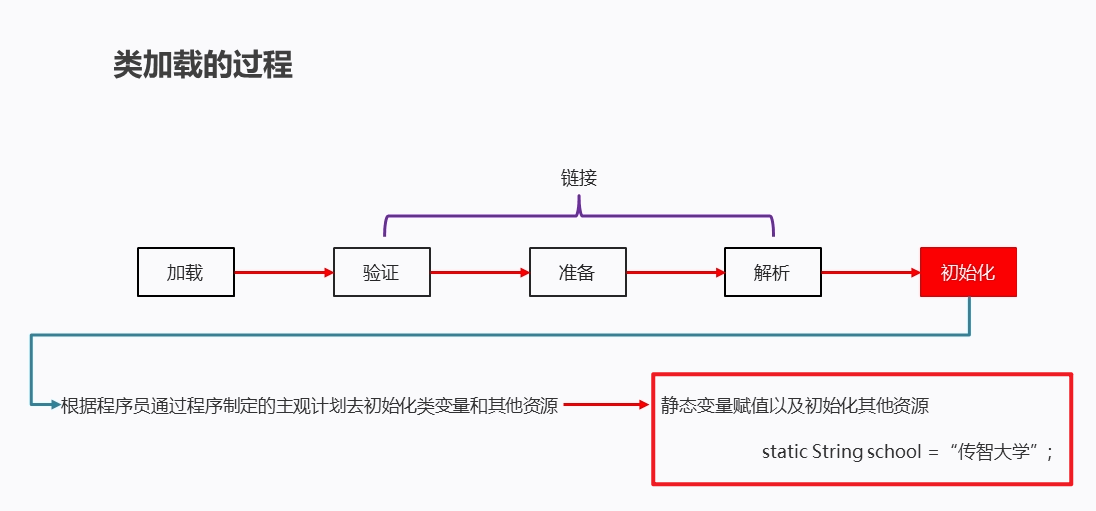 类加载的过程
链接
加载
验证
准备
解析
初始化
根据程序员通过程序制定的主观计划去初始化类变量和其他资源
静态变量赋值以及初始化其他资源
static String school =“传智大学”;